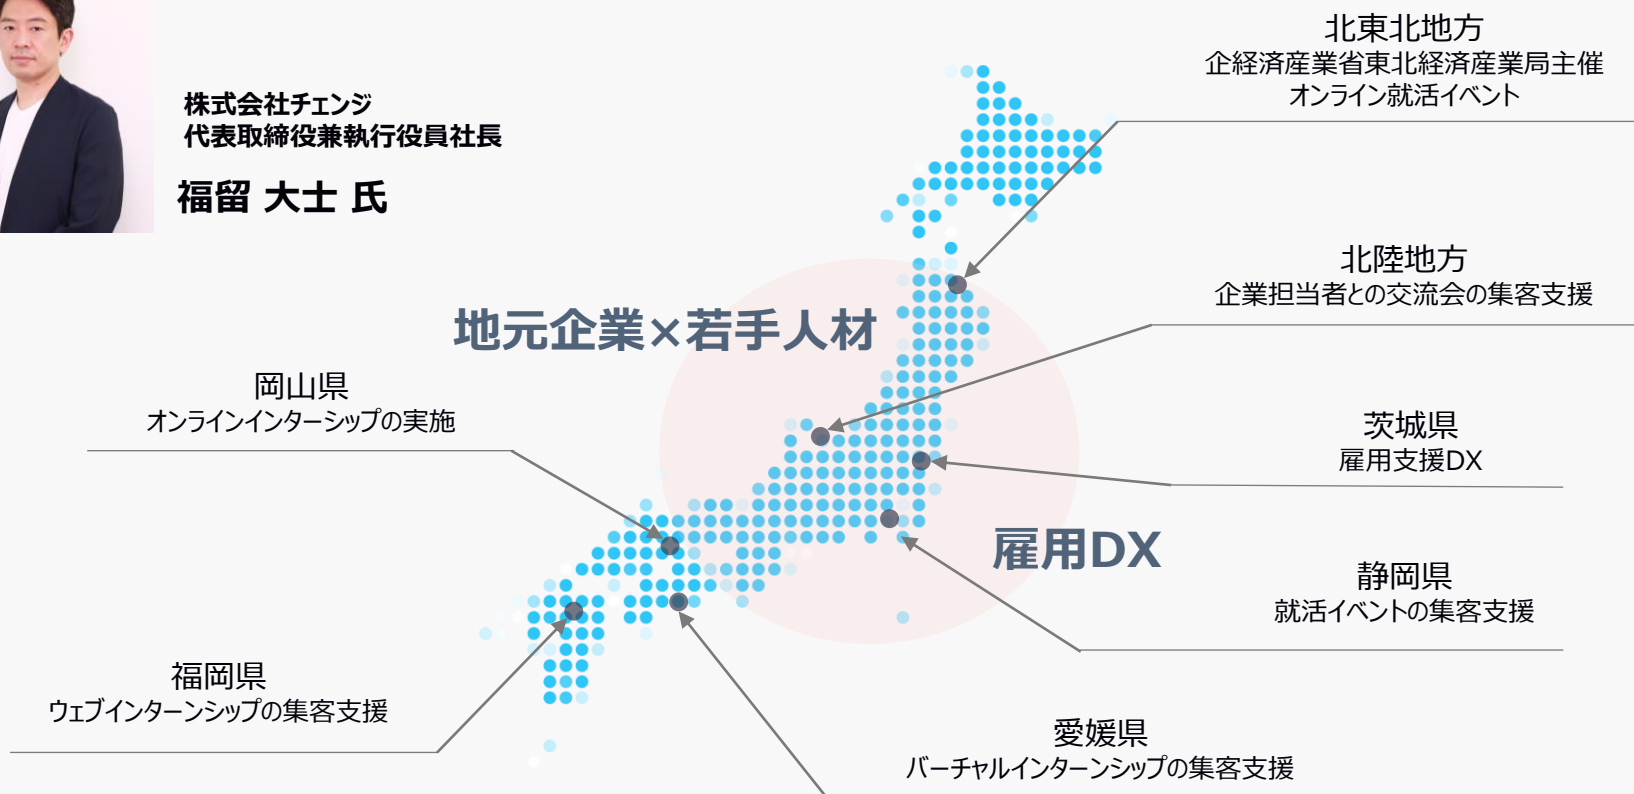 株式会社チェンジ
代表取締役兼執行役員社長
福留 大士 氏
北東北地方
企経済産業省東北経済産業局主催
オンライン就活イベント
北陸地方
企業担当者との交流会の集客支援
地元企業×若手人材
岡山県
オンラインインターシップの実施
茨城県
雇用支援DX
雇用DX
静岡県
就活イベントの集客支援
福岡県
ウェブインターンシップの集客支援
愛媛県
バーチャルインターンシップの集客支援